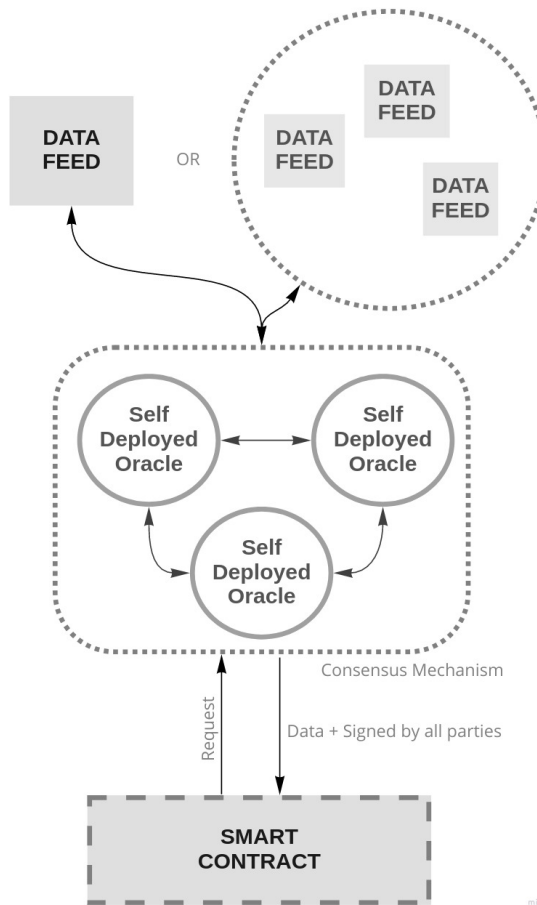 DATA
FEED
OR
DATA
FEED
DATA
FEED
DATA
FEED
Self
Deployed
Oracle
Self
Deployed
Oracle
Self
Deployed
Oracle
Consensus Mechanism
Request
Data + Signed by all parties
SMART
CONTRACT